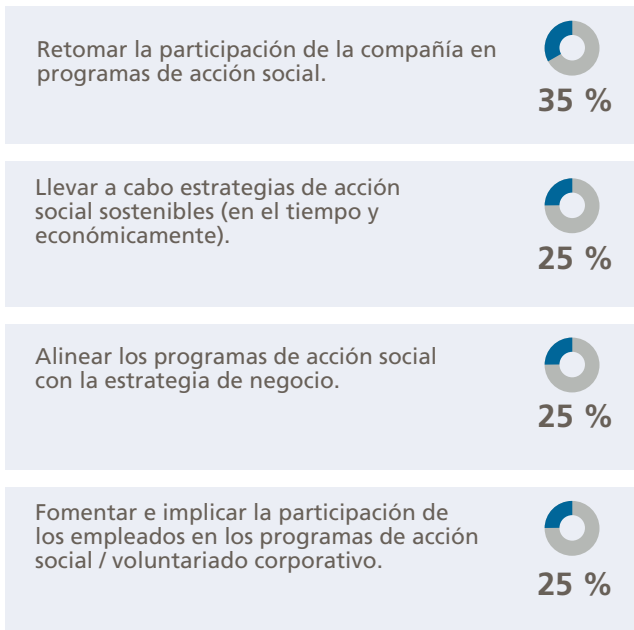 Retomar la participación de la compañía en
programas de acción social.
35 %
Llevar a cabo estrategias de acción
social sostenibles (en el tiempo y
económicamente).
25 %
Alinear los programas de acción social
con la estrategia de negocio.
25 %
Fomentar e implicar la participación de
los empleados en los programas de acción
social / voluntariado corporativo.
25 %